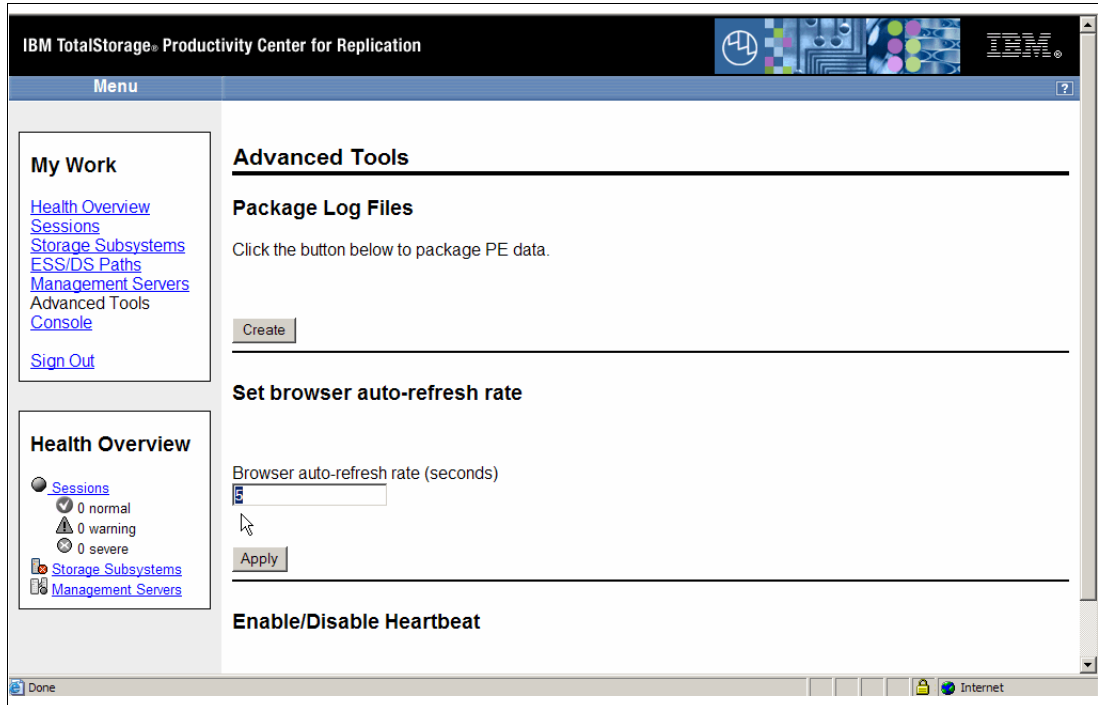 IBM TotalStorage® Productivity Center for Replication
IBM®
Menu
?
My Work
Health Overview
Sessions
Storage Subsystems
ESS/DS Paths
Management Servers
Advanced Tools
Console
Sign Out
Health Overview
Sessions
0 normal
0 warning
0 severe
Storage Subsystems
Management Servers
Advanced Tools
Package Log Files
Click the button below to package PE data.
Create
Set browser auto-refresh rate
Browser auto-refresh rate (seconds)
5
Apply
Enable/Disable Heartbeat
Done
Internet